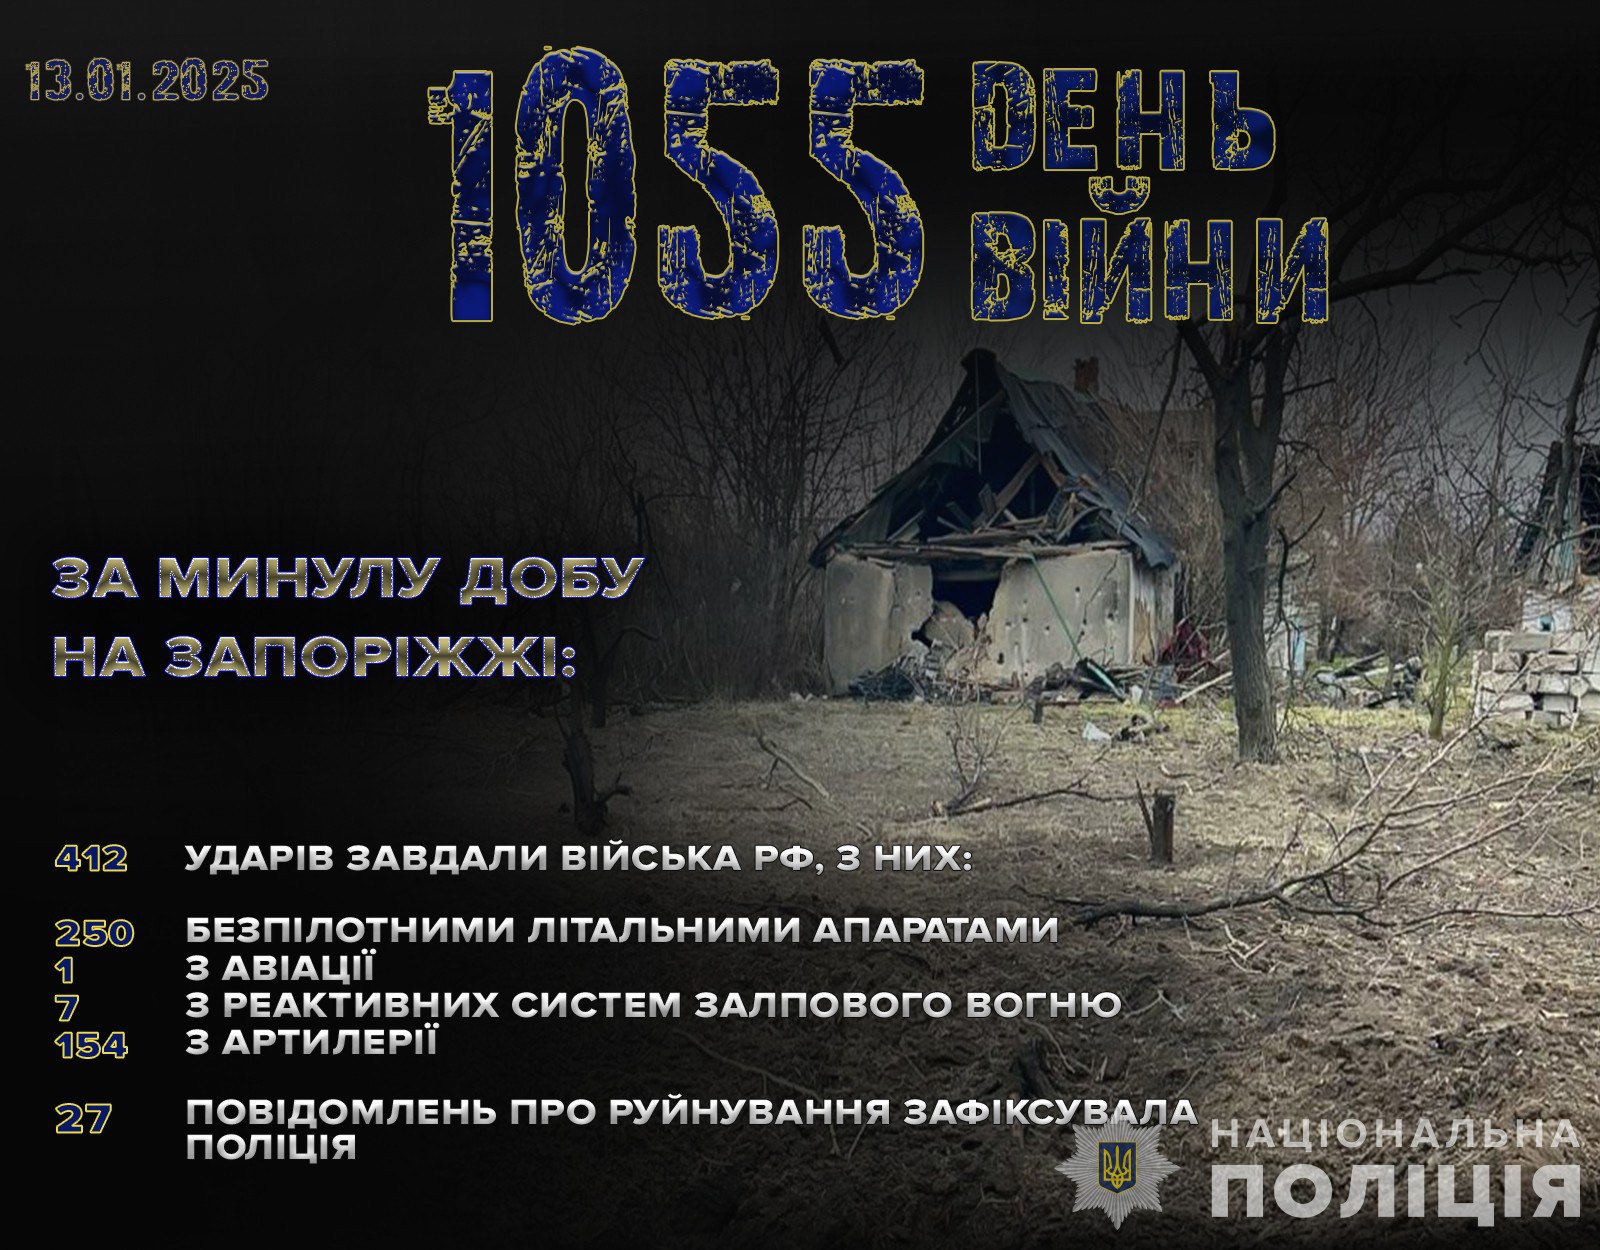 13.01.2025
1055 ДЕНЬ
ВІЙНИ
ЗА МИНУЛУ ДОБУ
НА ЗАПОРІЖЖІ:
412 УДАРІВ ЗАВДАЛИ ВІЙСЬКА РФ, З НИХ:
250 БЕЗПІЛОТНИМИ ЛІТАЛЬНИМИ АПАРАТАМИ
1 З АВІАЦІЇ
7 З РЕАКТИВНИХ СИСТЕМ ЗАЛПОВОГО ВОГНЮ
154 З АРТИЛЕРІЇ
27 ПОВІДОМЛЕНЬ ПРО РУЙНУВАННЯ ЗАФІКСУВАЛА
ПОЛІЦІЯ
НАЦІОНАЛЬНА
ПОЛІЦІЯ